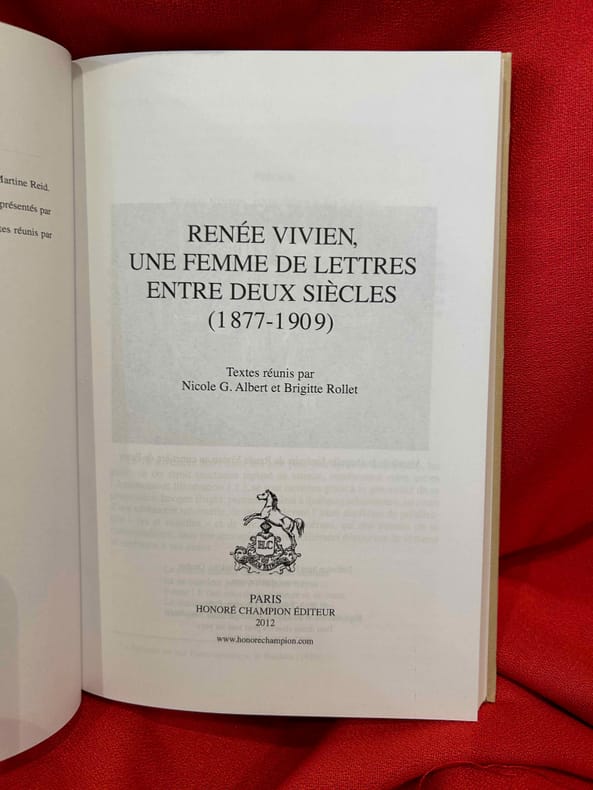 Martine Reid.
présentés par
réunis par
RENÉE VIVIEN,
UNE FEMME DE LETTRES
ENTRE DEUX SIÈCLES
(1877-1909)
Textes réunis par
Nicole G. Albert et Brigitte Rollet
H.C
PARIS
HONORÉ CHAMPION ÉDITEUR
2012
www.honorechampion.com